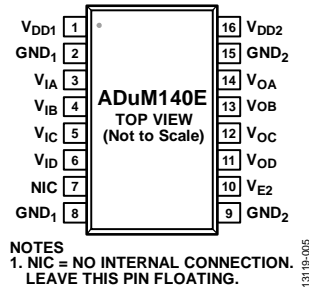 VDD1 1 16 VDD2
GND1 2 15 GND2
VIA 3 14 VOA
VIB 4 13 VOB
VIC 5 12 VOC
VID 6 11 VOD
NIC 7 10 VE2
GND1 8 9 GND2
ADuM140E
TOP VIEW
(Not to Scale)
NOTES
1. NIC = NO INTERNAL CONNECTION.
LEAVE THIS PIN FLOATING.
13119-005